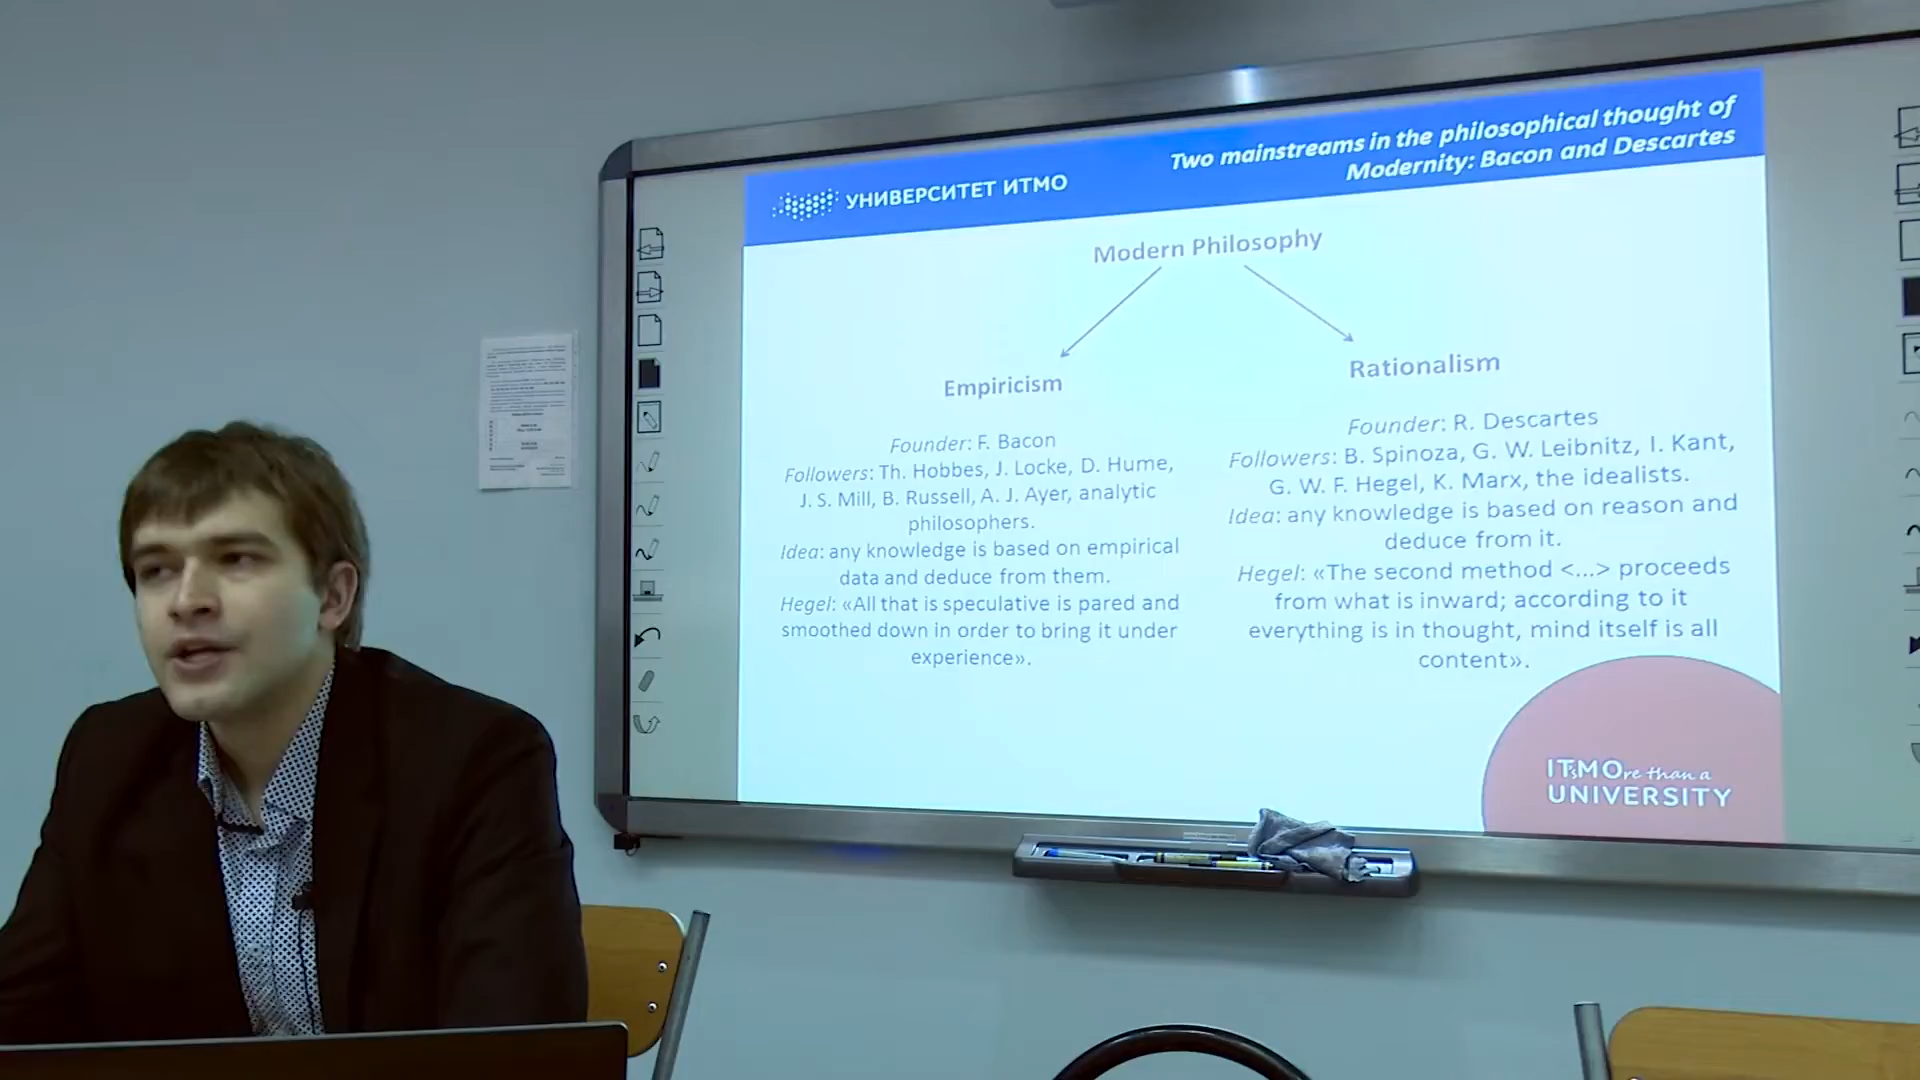 УНИВЕРСИТЕТ ИТМО
Two mainstreams in the philosophical thought of
Modernity: Bacon and Descartes
Modern Philosophy
Empiricism
Founder: F. Bacon
Followers: Th. Hobbes, J. Locke, D. Hume,
J. S. Mill, B. Russell, A. J. Ayer, analytic
philosophers.
Idea: any knowledge is based on empirical
data and deduce from them.
Hegel: «All that is speculative is pared and
smoothed down in order to bring it under
experience».
Rationalism
Founder: R. Descartes
Followers: B. Spinoza, G. W. Leibnitz, I. Kant,
G. W. F. Hegel, K. Marx, the idealists.
Idea: any knowledge is based on reason and
deduce from it.
Hegel: «The second method <...> proceeds
from what is inward; according to it
everything is in thought, mind itself is all
content».
IT'sMOre than a
UNIVERSITY